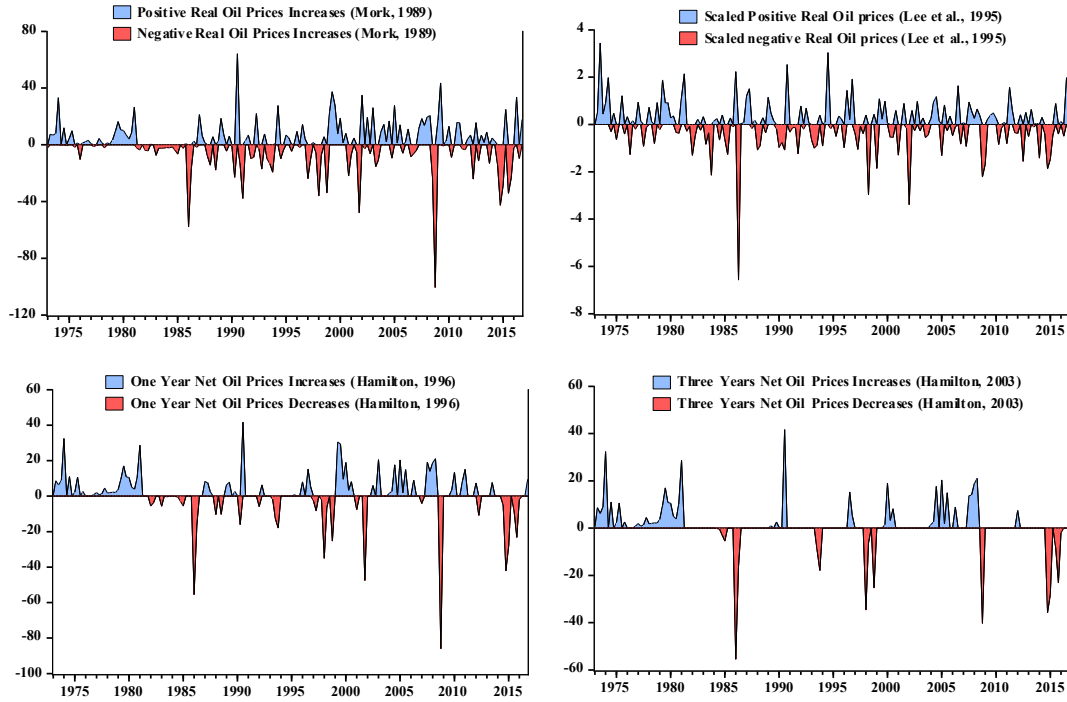 Positive Real Oil Prices Increases (Mork, 1989)
Negative Real Oil Prices Increases (Mork, 1989)
80
40
0
-40
-80
-120
1975 1980 1985 1990 1995 2000 2005 2010 2015
Scaled Positive Real Oil prices (Lee et al., 1995)
Scaled negative Real Oil prices (Lee et al., 1995)
4
2
0
-2
-4
-6
-8
1975 1980 1985 1990 1995 2000 2005 2010 2015
One Year Net Oil Prices Increases (Hamilton, 1996)
One Year Net Oil Prices Decreases (Hamilton, 1996)
60
40
20
0
-20
-40
-60
-80
-100
1975 1980 1985 1990 1995 2000 2005 2010 2015
Three Years Net Oil Prices Increases (Hamilton, 2003)
Three Years Net Oil Prices Decreases (Hamilton, 2003)
60
40
20
0
-20
-40
-60
1975 1980 1985 1990 1995 2000 2005 2010 2015